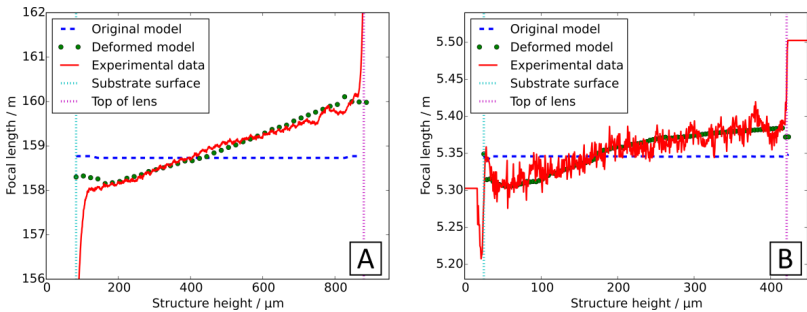 162
161
160
159
158
157
156
Focal length / m
Original model
Deformed model
Experimental data
Substrate surface
Top of lens
A
0
200
400
600
800
Structure height / µm
5.50
5.45
5.40
5.35
5.30
5.25
5.20
Focal length / m
Original model
Deformed model
Experimental data
Substrate surface
Top of lens
B
0
100
200
300
400
Structure height / µm